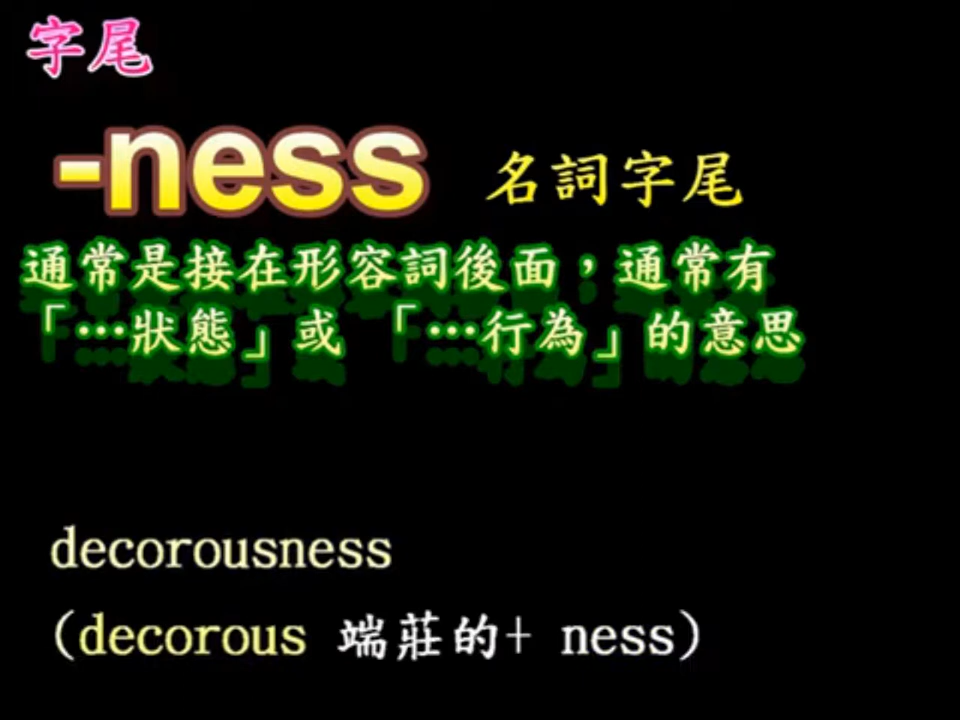 字尾
-ness 名詞字尾
通常是接在形容詞後面，通常有
「…狀態」或 「…行為」的意思
decorousness
(decorous 端莊的+ ness)